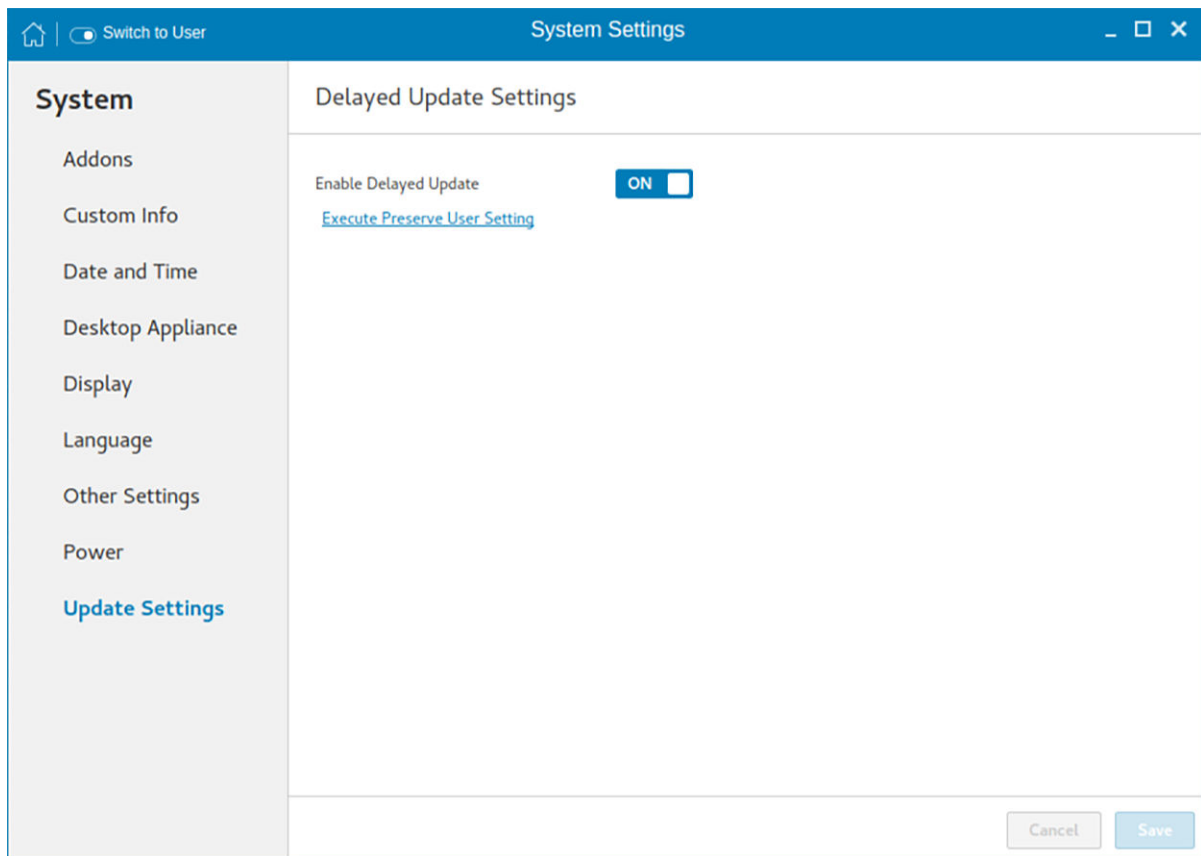 Switch to User
System Settings
System
Addons
Custom Info
Date and Time
Desktop Appliance
Display
Language
Other Settings
Power
Update Settings
Delayed Update Settings
Enable Delayed Update
ON
Execute Preserve User Setting
Cancel
Save